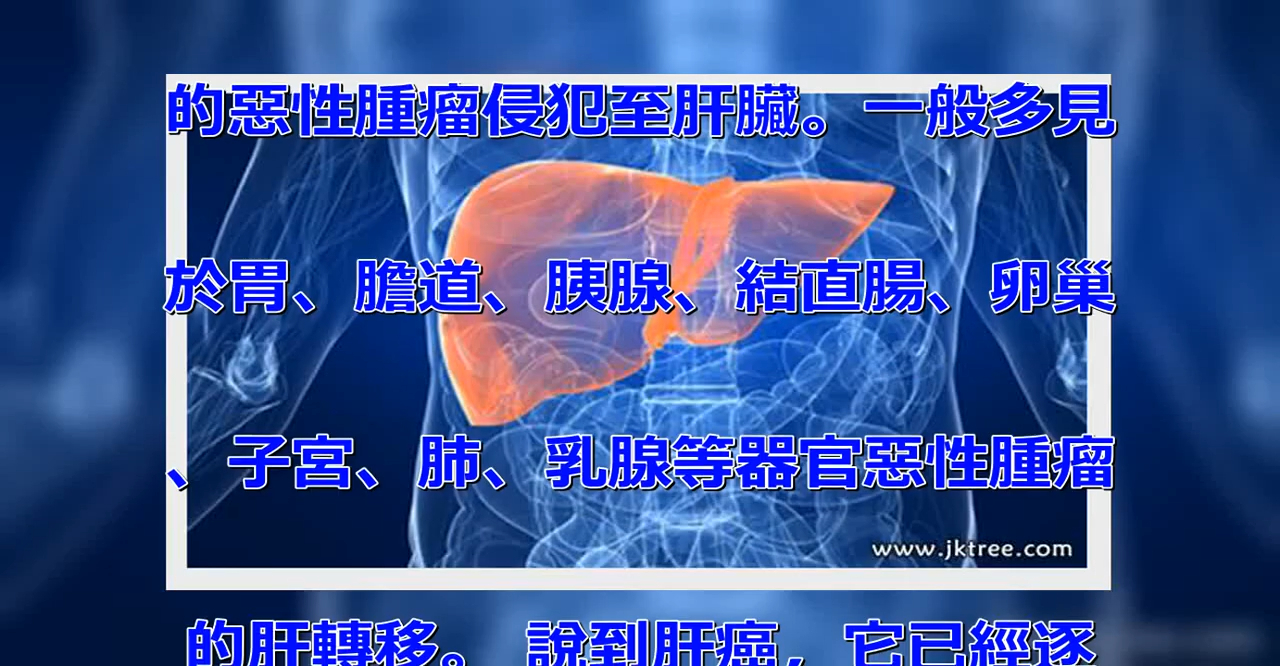 的惡性腫瘤侵犯至肝臟。一般多見
於胃、膽道、胰腺、結直腸、卵巢
、子宮、肺、乳腺等器官惡性腫瘤
www.jktree.com
的肝轉移。 說到肝癌，它已經逐